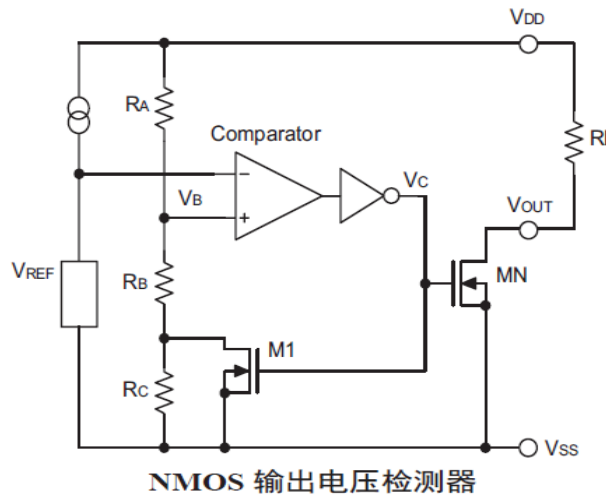 VDD
RA
Comparator
R
VB
VC
VOUT
−
+
VREF
RB
MN
M1
RC
VSS
NMOS 输出电压检测器